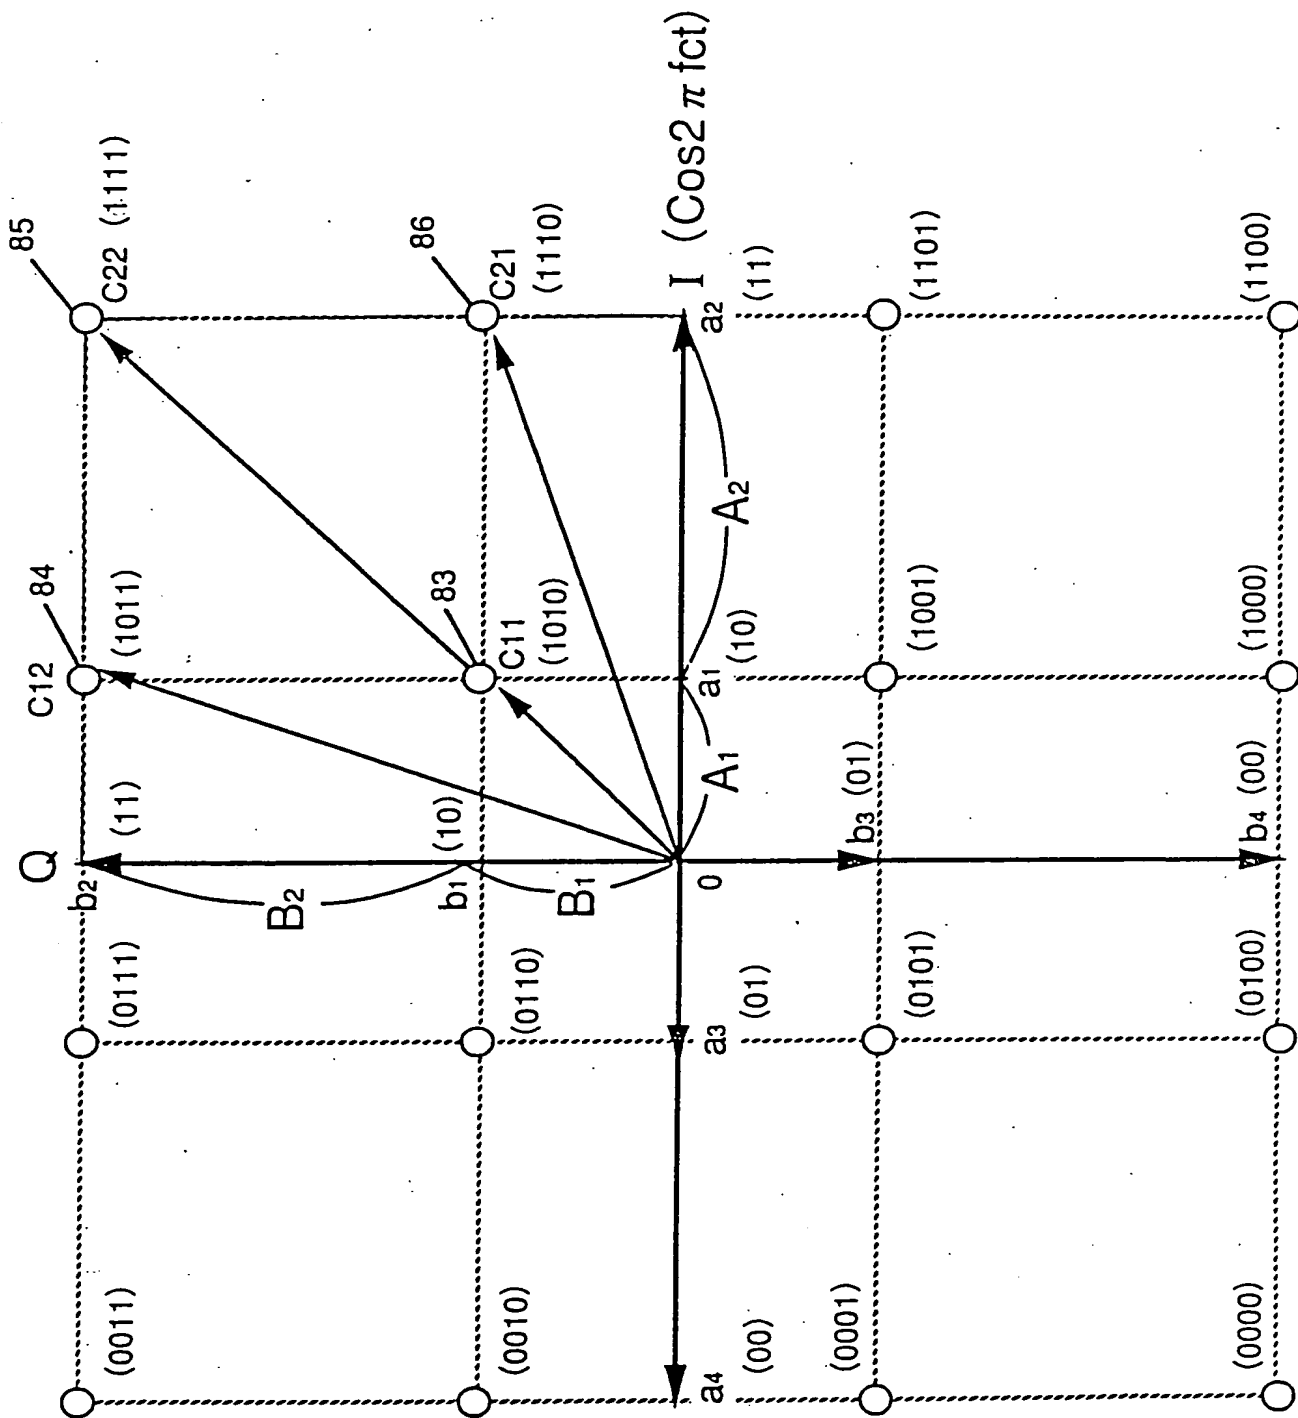 Q
C12
84
85
b2
(11)
(1011)
C22 (1111)
(0011)
(0111)
B2
83
86
b1
(10)
C11
(1010)
C21
(1110)
(0010)
(0110)
B1
I (Cos2πfct)
0
A1
A2
a4
(00)
a3
(01)
a1
(10)
a2
(11)
(0001)
(0101)
b3 (01)
(1001)
(1101)
(0000)
(0100)
b4 (00)
(1000)
(1100)